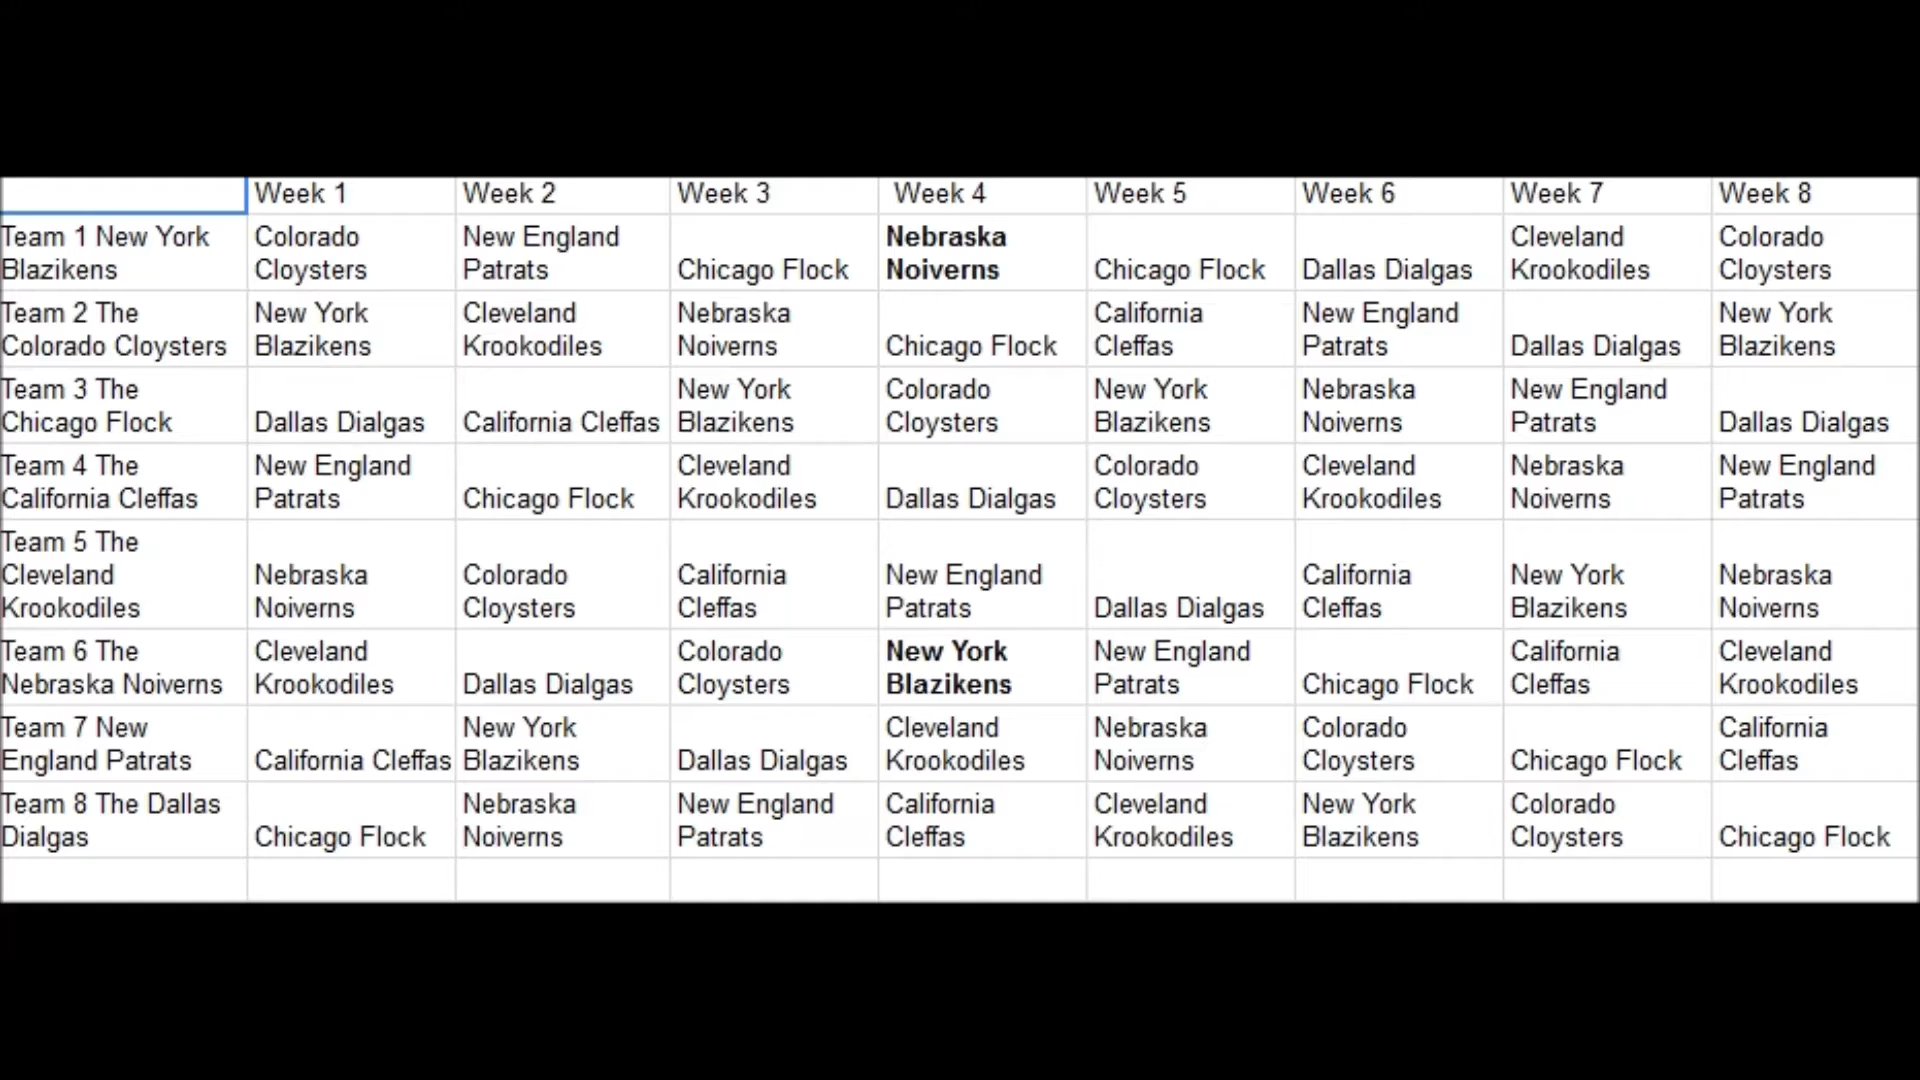 Week 1 Week 2 Week 3 Week 4 Week 5 Week 6 Week 7 Week 8
Team 1 New York Blazikens Colorado Cloysters New England Patrats Chicago Flock Nebraska Noiverns Chicago Flock Dallas Dialgas Cleveland Krookodiles Colorado Cloysters
Team 2 The Colorado Cloysters New York Blazikens Cleveland Krookodiles Nebraska Noiverns Chicago Flock California Cleffas New England Patrats Dallas Dialgas New York Blazikens
Team 3 The Chicago Flock Dallas Dialgas California Cleffas New York Blazikens Colorado Cloysters New York Blazikens Nebraska Noiverns New England Patrats Dallas Dialgas
Team 4 The California Cleffas New England Patrats Chicago Flock Cleveland Krookodiles Dallas Dialgas Colorado Cloysters Cleveland Krookodiles Nebraska Noiverns New England Patrats
Team 5 The Cleveland Krookodiles Nebraska Noiverns Colorado Cloysters California Cleffas New England Patrats Dallas Dialgas California Cleffas New York Blazikens Nebraska Noiverns
Team 6 The Nebraska Noiverns Cleveland Krookodiles Dallas Dialgas Colorado Cloysters New York Blazikens New England Patrats Chicago Flock California Cleffas Cleveland Krookodiles
Team 7 New England Patrats California Cleffas New York Blazikens Dallas Dialgas Cleveland Krookodiles Nebraska Noiverns Colorado Cloysters Chicago Flock California Cleffas
Team 8 The Dallas Dialgas Chicago Flock Nebraska Noiverns New England Patrats California Cleffas Cleveland Krookodiles New York Blazikens Colorado Cloysters Chicago Flock